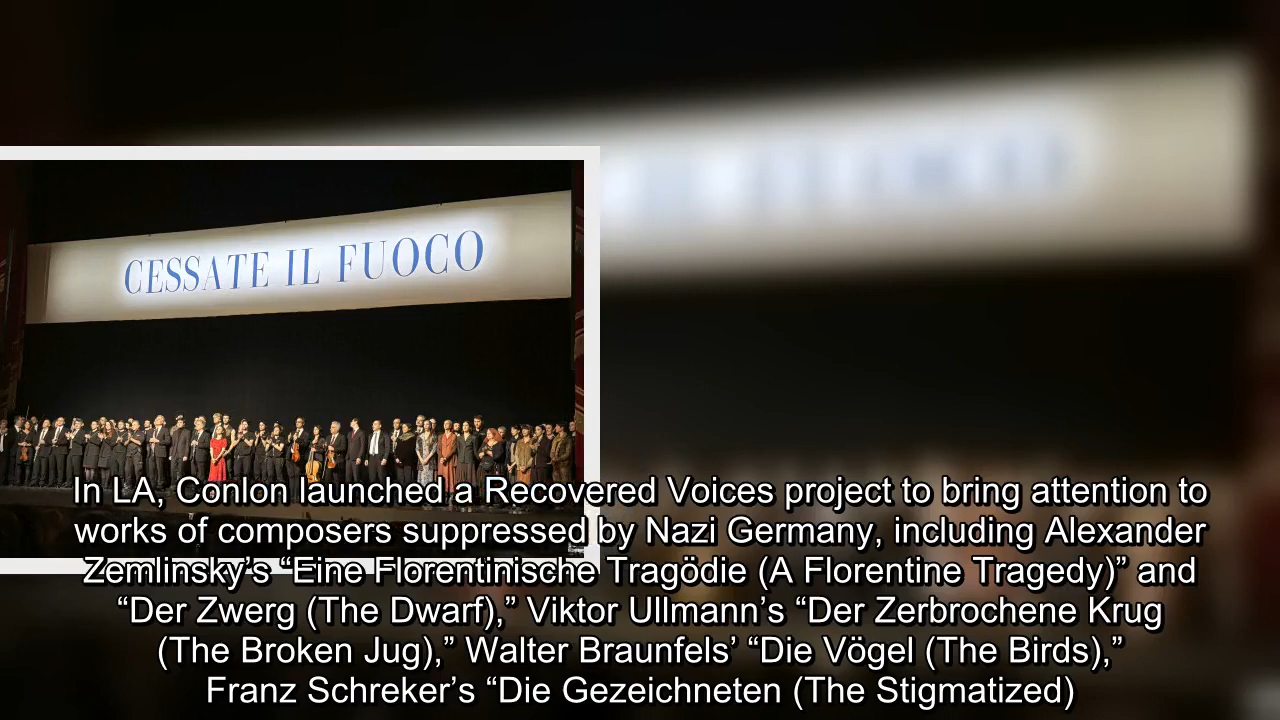 CESSATE IL FUOCO
In LA, Conlon launched a Recovered Voices project to bring attention to
works of composers suppressed by Nazi Germany, including Alexander
Zemlinsky’s “Eine Florentinische Tragödie (A Florentine Tragedy)” and
“Der Zwerg (The Dwarf),” Viktor Ullmann’s “Der Zerbrochene Krug
(The Broken Jug),” Walter Braunfels’ “Die Vögel (The Birds),”
Franz Schreker’s “Die Gezeichneten (The Stigmatized)